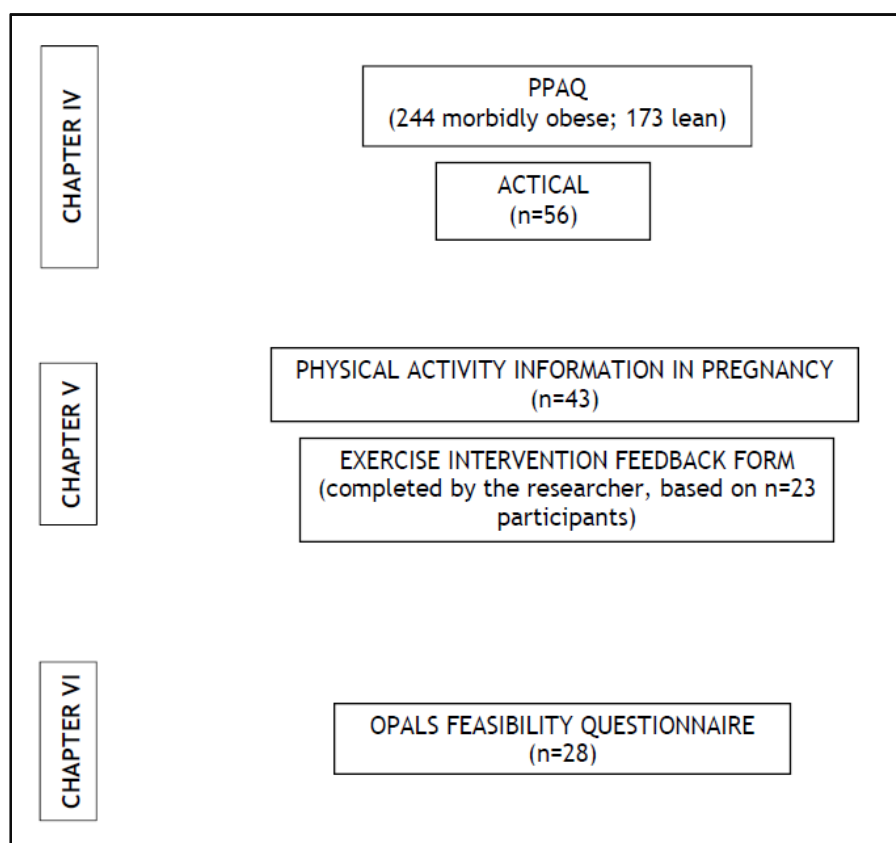 CHAPTER IV
PPAQ
(244 morbidly obese; 173 lean)
ACTICAL
(n=56)
CHAPTER V
PHYSICAL ACTIVITY INFORMATION IN PREGNANCY
(n=43)
EXERCISE INTERVENTION FEEDBACK FORM
(completed by the researcher, based on n=23
participants)
CHAPTER VI
OPALS FEASIBILITY QUESTIONNAIRE
(n=28)